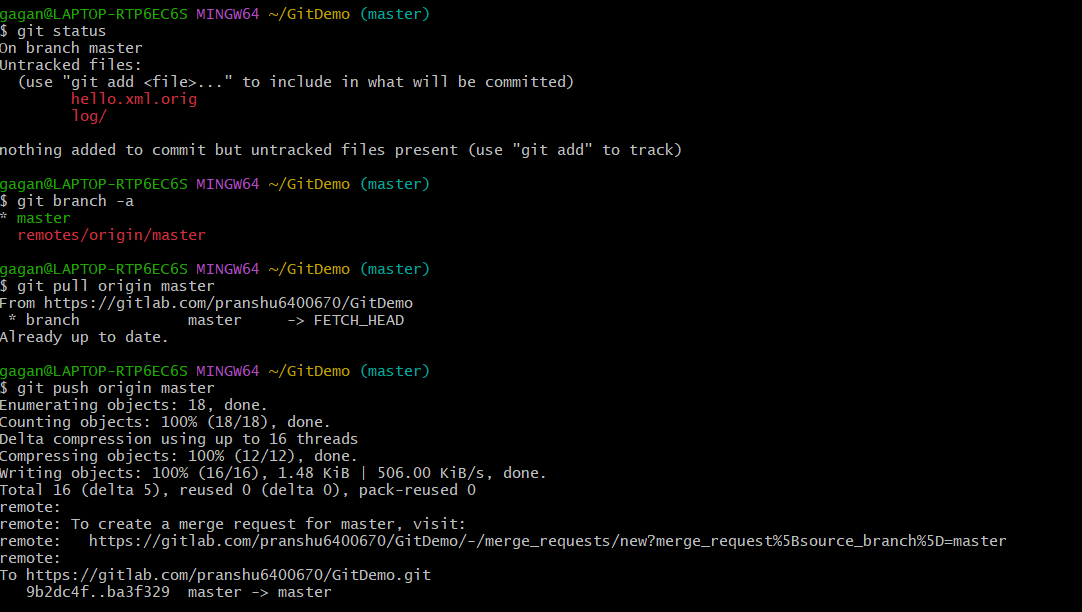 gagan@LAPTOP-RTP6EC6S MINGW64 ~/GitDemo (master)
$ git status
On branch master
Untracked files:
  (use "git add <file>..." to include in what will be committed)
        hello.xml.orig
        log/

nothing added to commit but untracked files present (use "git add" to track)

gagan@LAPTOP-RTP6EC6S MINGW64 ~/GitDemo (master)
$ git branch -a
* master
  remotes/origin/master

gagan@LAPTOP-RTP6EC6S MINGW64 ~/GitDemo (master)
$ git pull origin master
From https://gitlab.com/pranshu6400670/GitDemo
 * branch            master     -> FETCH_HEAD
Already up to date.

gagan@LAPTOP-RTP6EC6S MINGW64 ~/GitDemo (master)
$ git push origin master
Enumerating objects: 18, done.
Counting objects: 100% (18/18), done.
Delta compression using up to 16 threads
Compressing objects: 100% (12/12), done.
Writing objects: 100% (16/16), 1.48 KiB | 506.00 KiB/s, done.
Total 16 (delta 5), reused 0 (delta 0), pack-reused 0
remote:
remote: To create a merge request for master, visit:
remote:   https://gitlab.com/pranshu6400670/GitDemo/-/merge_requests/new?merge_request%5Bsource_branch%5D=master
remote:
To https://gitlab.com/pranshu6400670/GitDemo.git
   9b2dc4f..ba3f329  master -> master